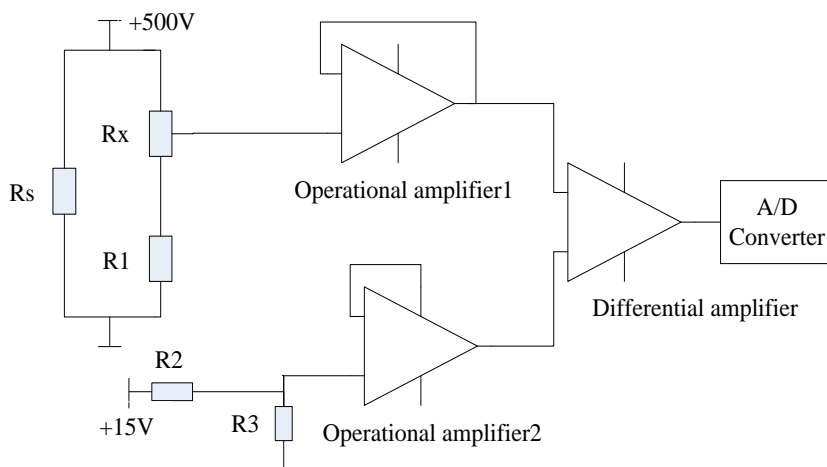 +500V
Rx
Rs
R1
Operational amplifier1
A/D
Converter
Differential amplifier
R2
+15V
R3
Operational amplifier2